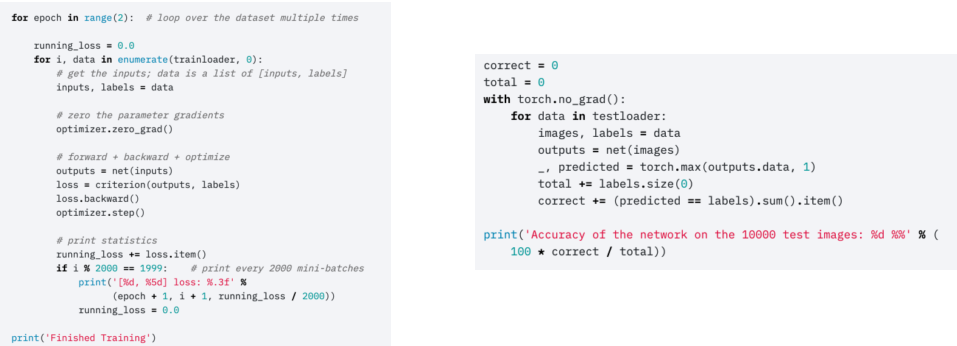 for epoch in range(2):  # loop over the dataset multiple times

    running_loss = 0.0
    for i, data in enumerate(trainloader, 0):
        # get the inputs; data is a list of [inputs, labels]
        inputs, labels = data

        # zero the parameter gradients
        optimizer.zero_grad()

        # forward + backward + optimize
        outputs = net(inputs)
        loss = criterion(outputs, labels)
        loss.backward()
        optimizer.step()

        # print statistics
        running_loss += loss.item()
        if i % 2000 == 1999:    # print every 2000 mini-batches
            print('[%d, %5d] loss: %.3f' %
                  (epoch + 1, i + 1, running_loss / 2000))
            running_loss = 0.0

print('Finished Training')

correct = 0
total = 0
with torch.no_grad():
    for data in testloader:
        images, labels = data
        outputs = net(images)
        _, predicted = torch.max(outputs.data, 1)
        total += labels.size(0)
        correct += (predicted == labels).sum().item()

print('Accuracy of the network on the 10000 test images: %d %%' % (
    100 * correct / total))